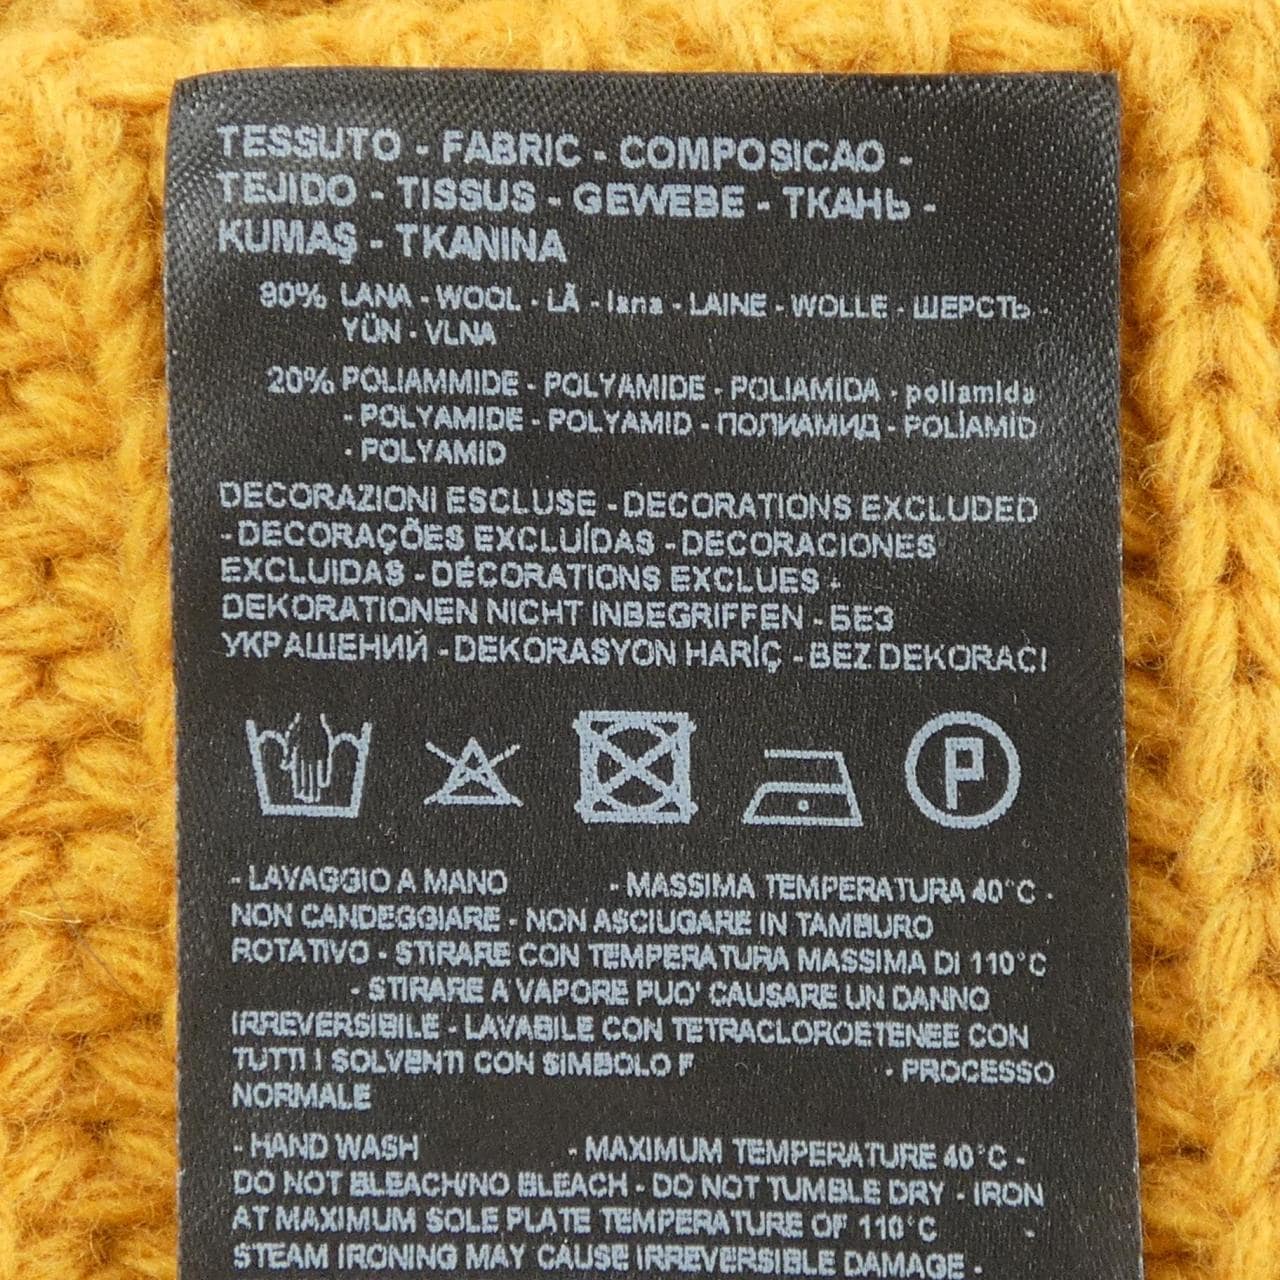 TESSUTO - FABRIC - COMPOSICAO -
TEJIDO - TISSUS - GEWEBE - ТКАНЬ -
KUMAŞ - TKANINA
80% LANA - WOOL - LÃ - lana - LAINE - WOLLE - ШЕРСТЬ -
YÜN - VLNA
20% POLIAMMIDE - POLYAMIDE - POLIAMIDA - poliamida
- POLYAMIDE - POLYAMID - ПОЛИАМИД - POLİAMİD
- POLYAMID
DECORAZIONI ESCLUSE - DECORATIONS EXCLUDED
- DECORAÇÕES EXCLUÍDAS - DECORACIONES
EXCLUIDAS - DÉCORATIONS EXCLUES -
DEKORATIONEN NICHT INBEGRIFFEN - БЕЗ
УКРАШЕНИЙ - DEKORASYON HARİÇ - BEZ DEKORACI
P
- LAVAGGIO A MANO - MASSIMA TEMPERATURA 40°C -
NON CANDEGGIARE - NON ASCIUGARE IN TAMBURO
ROTATIVO - STIRARE CON TEMPERATURA MASSIMA DI 110°C
- STIRARE A VAPORE PUO' CAUSARE UN DANNO
IRREVERSIBILE - LAVABILE CON TETRACLOROETENEE CON
TUTTI I SOLVENTI CON SIMBOLO F - PROCESSO
NORMALE
- HAND WASH - MAXIMUM TEMPERATURE 40°C -
DO NOT BLEACH/NO BLEACH - DO NOT TUMBLE DRY - IRON
AT MAXIMUM SOLE PLATE TEMPERATURE OF 110°C -
STEAM IRONING MAY CAUSE IRREVERSIBLE DAMAGE -